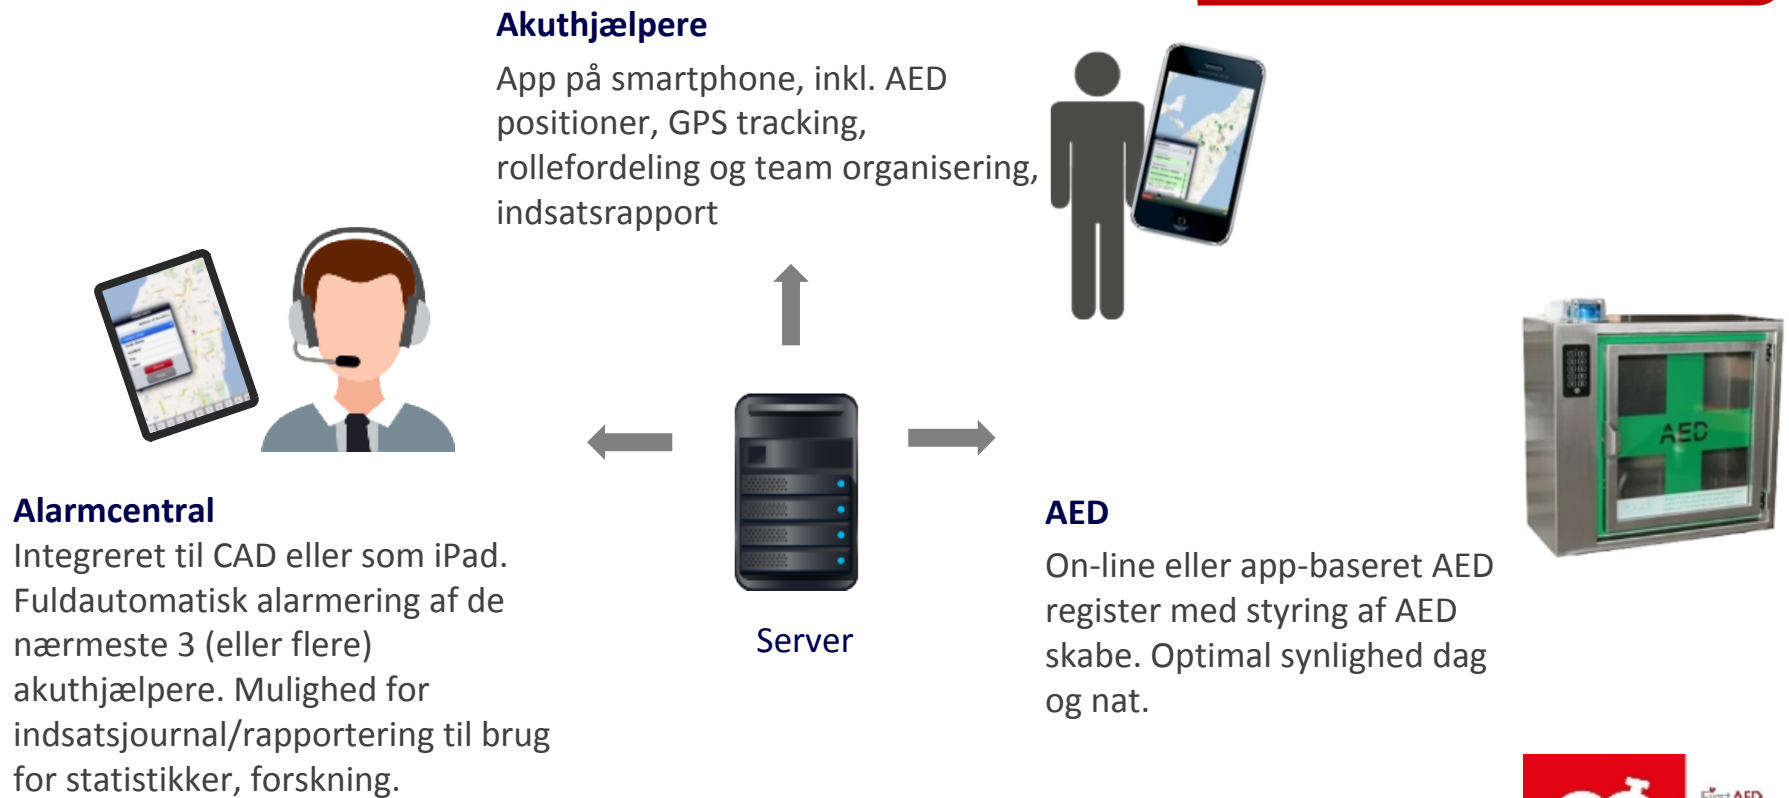 Akuthjælpere
App på smartphone, inkl. AED
positioner, GPS tracking,
rollefordeling og team organisering,
indsatsrapport
Alarmcentral
Integreret til CAD eller som iPad.
Fuldautomatisk alarmering af de
nærmeste 3 (eller flere)
akuthjælpere. Mulighed for
indsatsjournal/rapportering til brug
for statistikker, forskning.
Server
AED
On-line eller app-baseret AED
register med styring af AED
skabe. Optimal synlighed dag
og nat.
AED
FirstAED